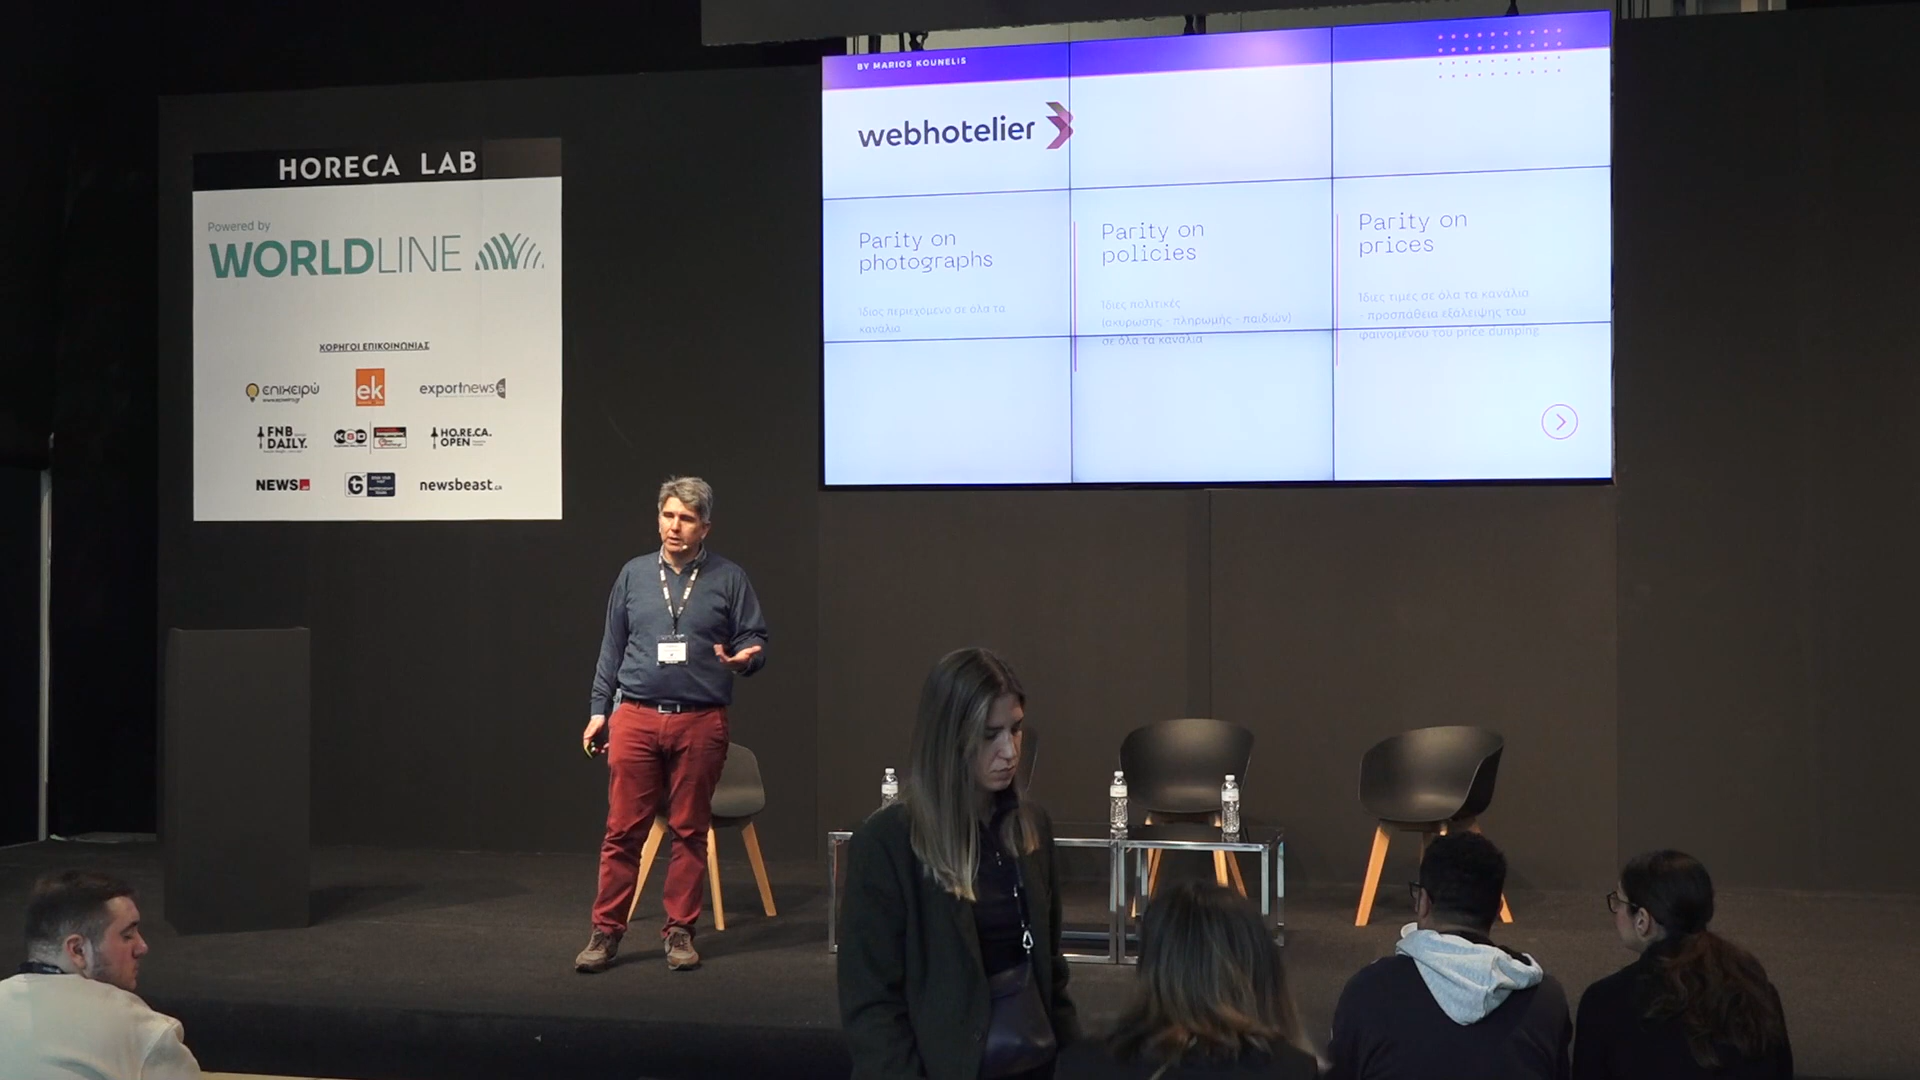 HORECA LAB
Powered by
WORLDLINE
ΧΟΡΗΓΟΙ ΕΠΙΚΟΙΝΩΝΙΑΣ
επιχειρώ
ek
exportnews
FNB
DAILY.
HO.RE.CA.
OPEN
NEWS
newsbeast.gr
BY MARIOS KOUNELIS
webhotelier
Parity on
photographs
Ίδιος περιεχόμενο σε όλα τα
κανάλια
Parity on
policies
Ίδιες πολιτικές
(ακύρωσης - πληρωμής - παιδιών)
σε όλα τα κανάλια
Parity on
prices
Ίδιες τιμές σε όλα τα κανάλια
- προσπάθεια εξάλειψης του
φαινομένου του price dumping